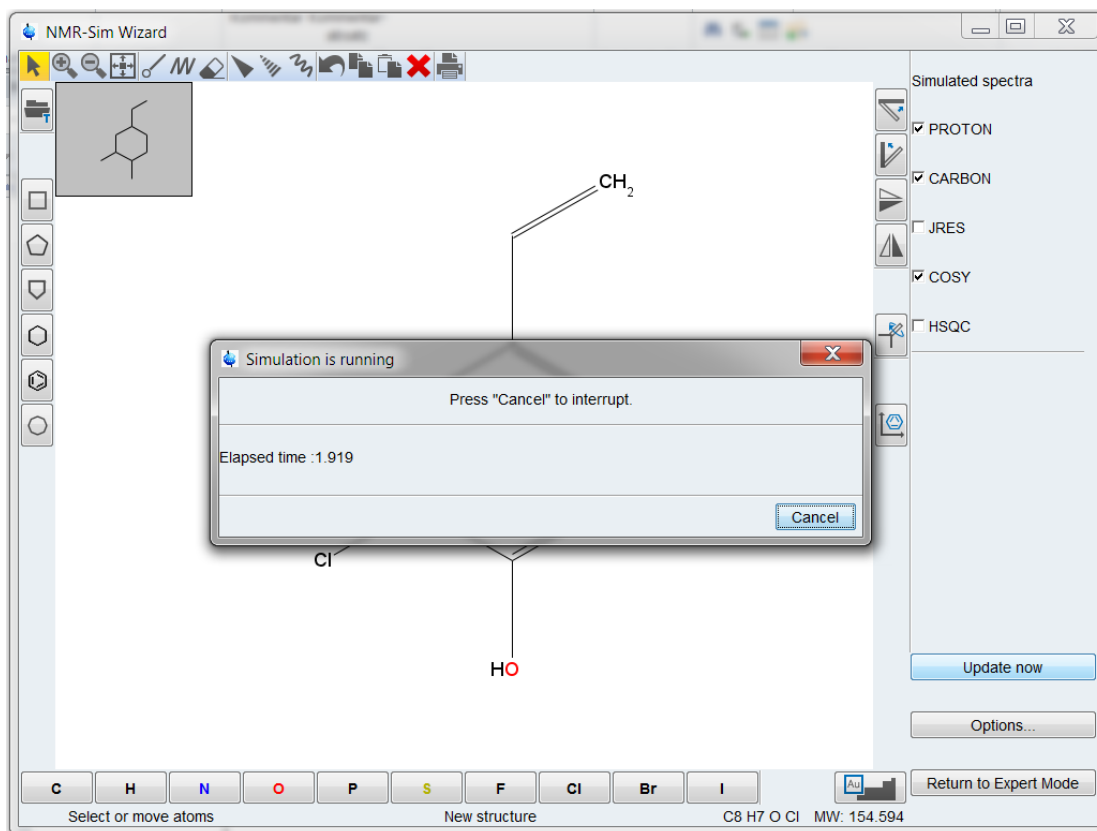 NMR-Sim Wizard
T
Simulated spectra
PROTON
CARBON
JRES
COSY
HSQC
CH2
Simulation is running
Press "Cancel" to interrupt.
Elapsed time :1.919
Cancel
Cl
HO
Update now
Options...
Return to Expert Mode
C H N O P S F Cl Br I Au
Select or move atoms New structure C8 H7 O Cl MW: 154.594